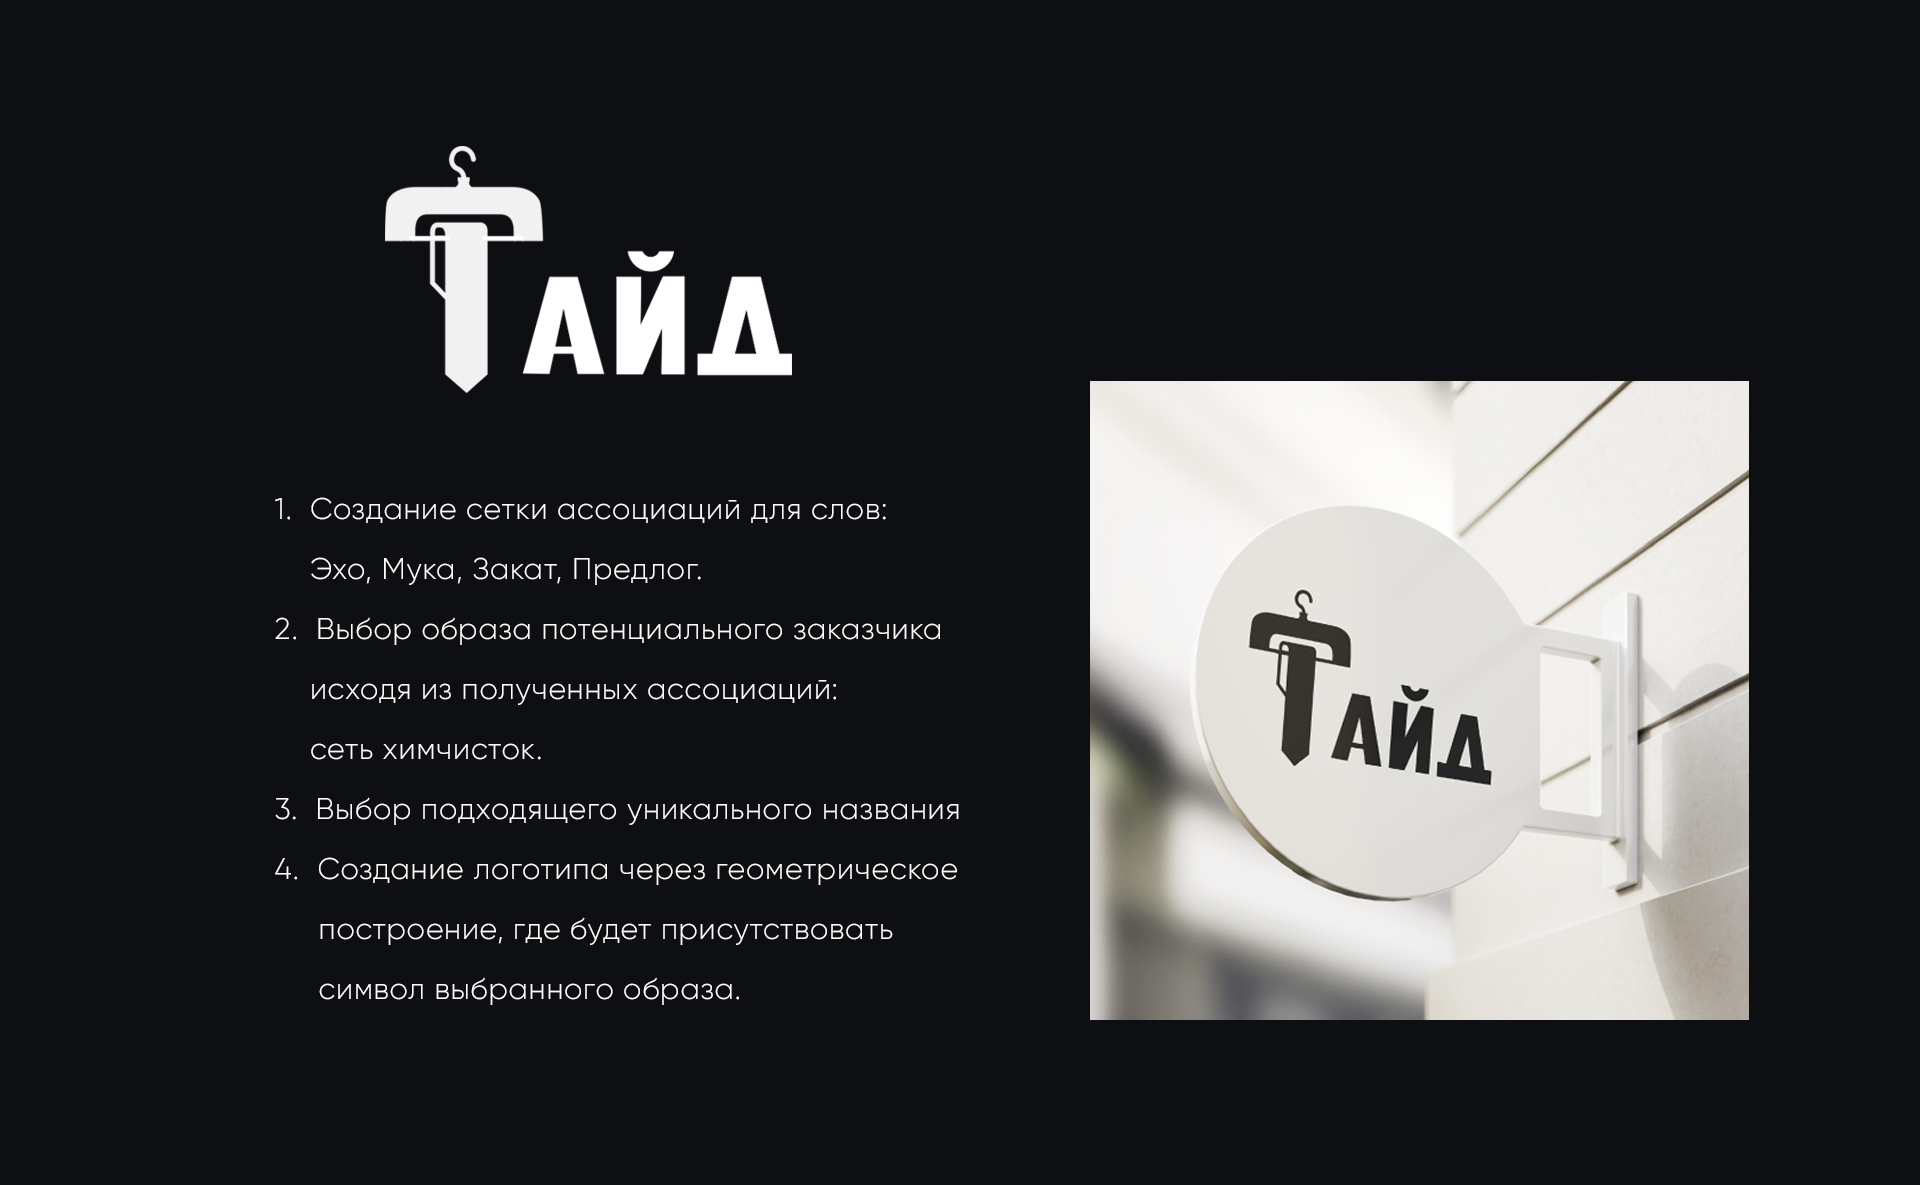 Тайд
1. Создание сетки ассоциаций для слов:
Эхо, Мука, Закат, Предлог.
2. Выбор образа потенциального заказчика
исходя из полученных ассоциаций:
сеть химчисток.
3. Выбор подходящего уникального названия
4. Создание логотипа через геометрическое
построение, где будет присутствовать
символ выбранного образа.
Тайд